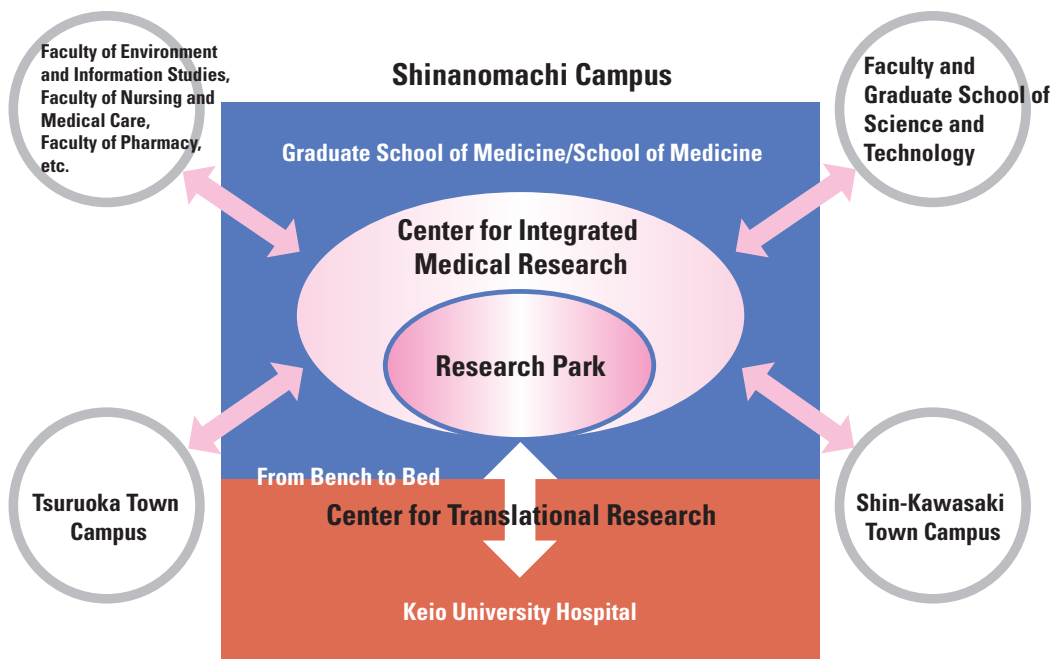 Faculty of Environment
and Information Studies,
Faculty of Nursing and
Medical Care,
Faculty of Pharmacy,
etc.
Shinanomachi Campus
Faculty and
Graduate School of
Science and
Technology
Graduate School of Medicine/School of Medicine
Center for Integrated
Medical Research
Research Park
From Bench to Bed
Tsuruoka Town
Campus
Center for Translational Research
Shin-Kawasaki
Town Campus
Keio University Hospital